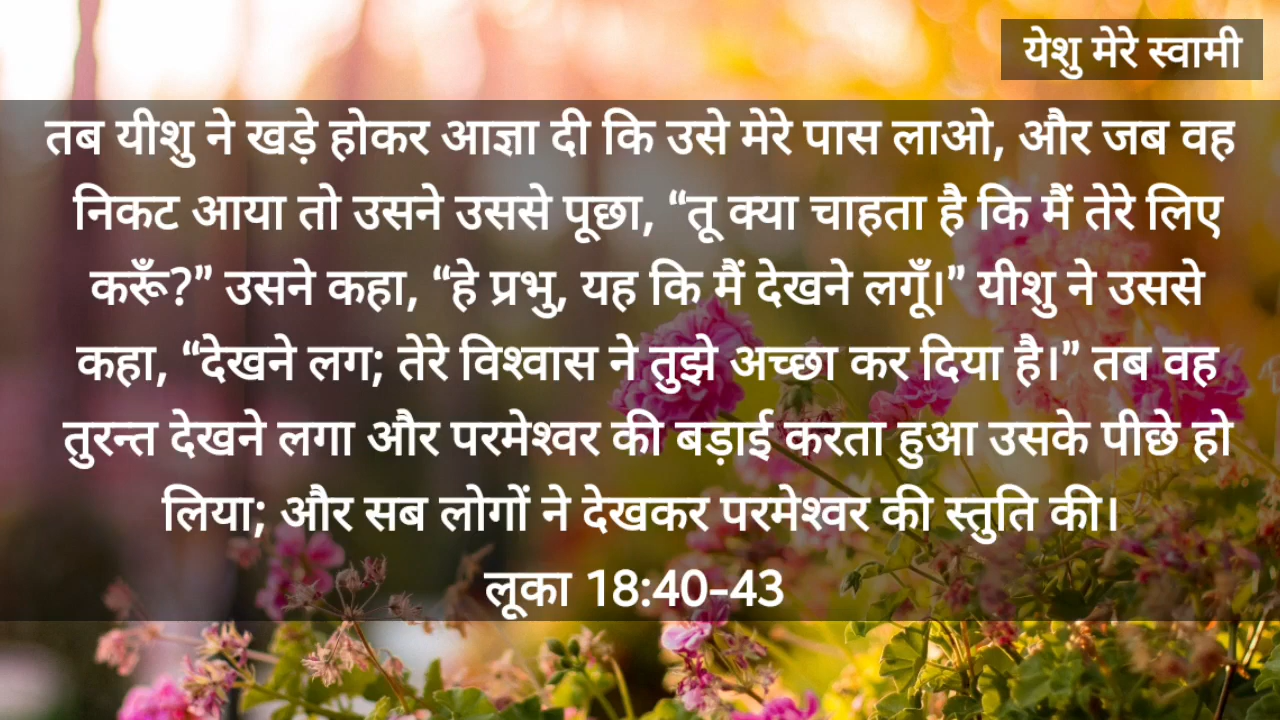 येशु मेरे स्वामी
तब यीशु ने खड़े होकर आज्ञा दी कि उसे मेरे पास लाओ, और जब वह
निकट आया तो उसने उससे पूछा, “तू क्या चाहता है कि मैं तेरे लिए
करूँ?” उसने कहा, “हे प्रभु, यह कि मैं देखने लगूँ।” यीशु ने उससे
कहा, “देखने लग; तेरे विश्वास ने तुझे अच्छा कर दिया है।” तब वह
तुरन्त देखने लगा और परमेश्वर की बड़ाई करता हुआ उसके पीछे हो
लिया; और सब लोगों ने देखकर परमेश्वर की स्तुति की।
लूका 18:40-43